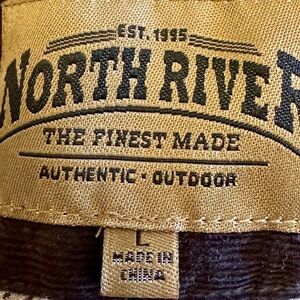 EST. 1995
NORTH RIVER
THE FINEST MADE
AUTHENTIC · OUTDOOR
L
MADE IN
CHINA